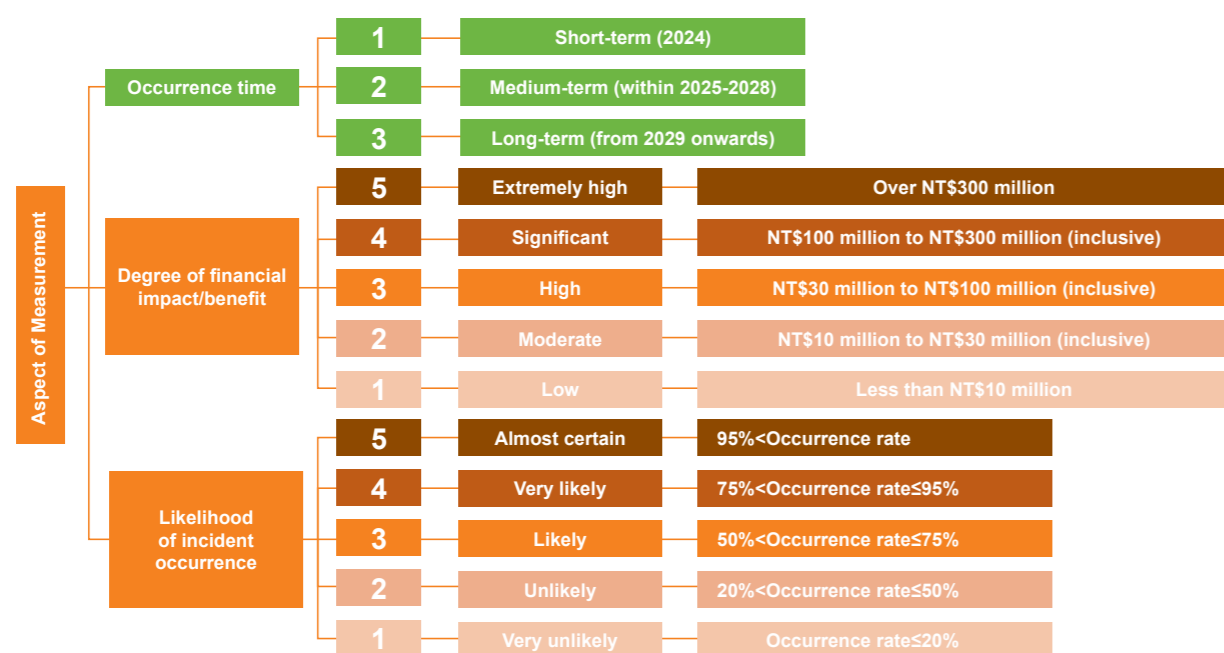 Aspect of Measurement
Occurrence time
1
Short-term (2024)
2
Medium-term (within 2025-2028)
3
Long-term (from 2029 onwards)
Degree of financial
impact/benefit
5
Extremely high
Over NT$300 million
4
Significant
NT$100 million to NT$300 million (inclusive)
3
High
NT$30 million to NT$100 million (inclusive)
2
Moderate
NT$10 million to NT$30 million (inclusive)
1
Low
Less than NT$10 million
Likelihood
of incident
occurrence
5
Almost certain
95%<Occurrence rate
4
Very likely
75%<Occurrence rate≤95%
3
Likely
50%<Occurrence rate≤75%
2
Unlikely
20%<Occurrence rate≤50%
1
Very unlikely
Occurrence rate≤20%